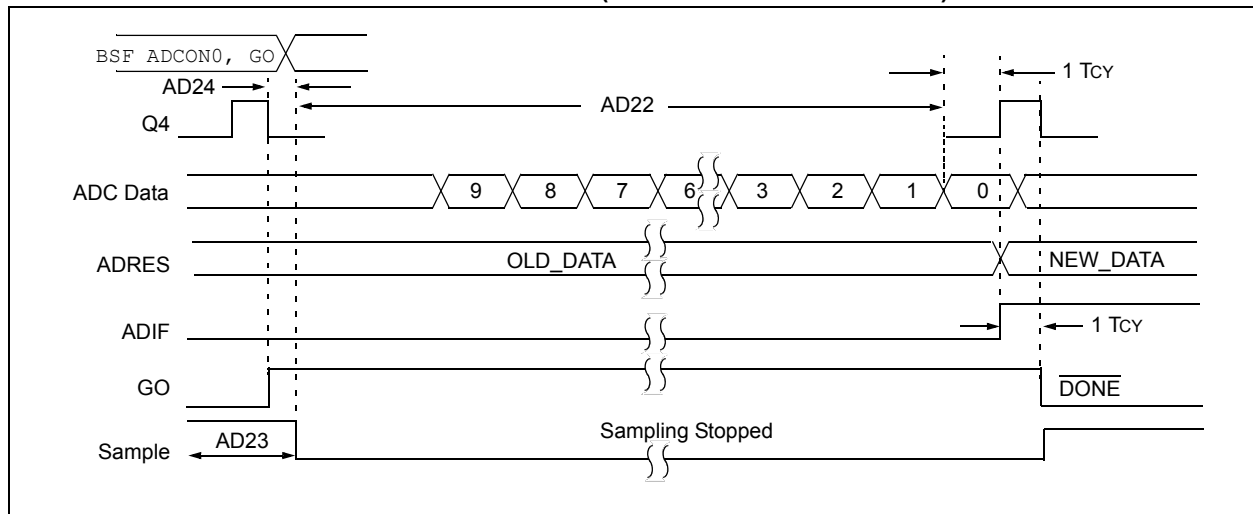 BSF ADCON0, GO
1 TCY
AD24
AD22
Q4
ADC Data
9 8 7 6 3 2 1 0
ADRES
OLD_DATA
NEW_DATA
ADIF
1 TCY
GO
DONE
AD23
Sampling Stopped
Sample